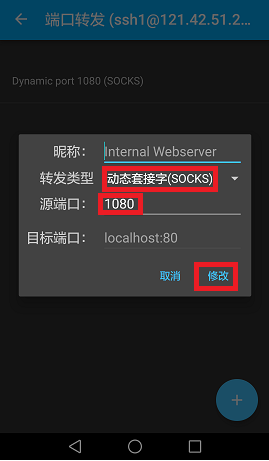 端口转发 (ssh1@121.42.51.2...
Dynamic port 1080 (SOCKS)
昵称： Internal Webserver
转发类型 动态套接字(SOCKS)
源端口： 1080
目标端口： localhost:80
取消 修改